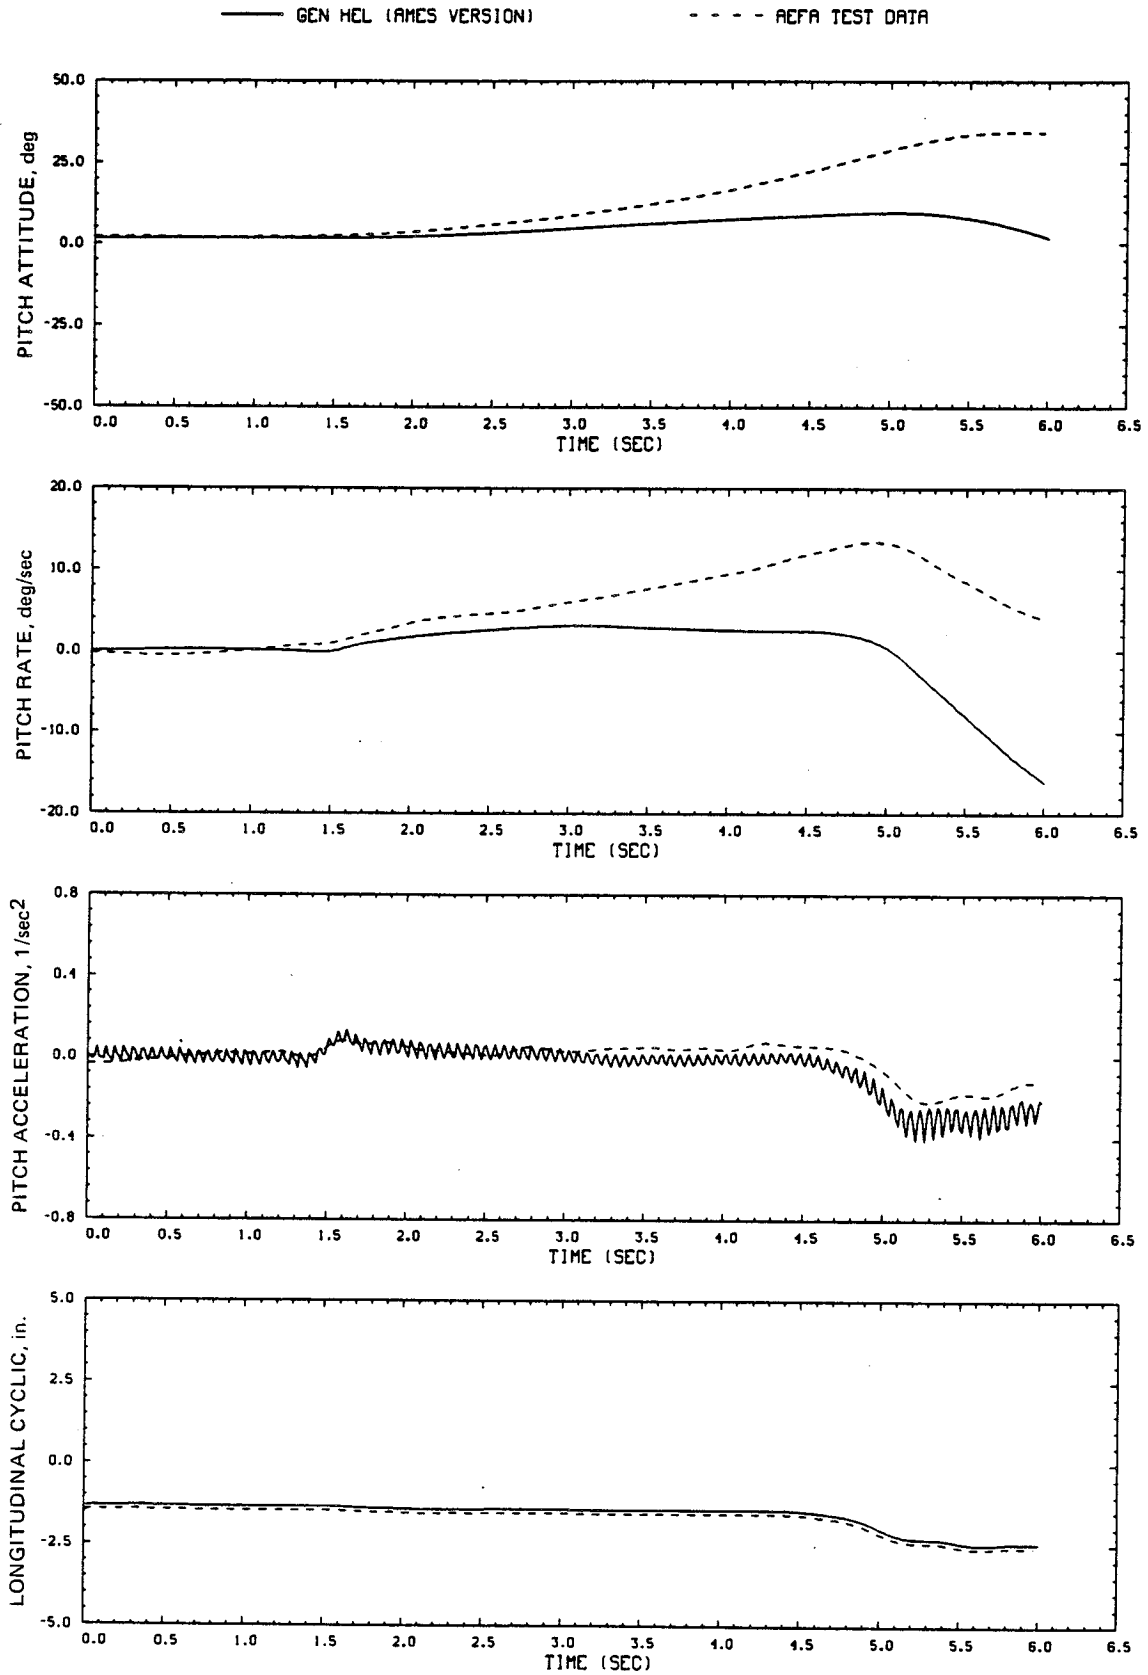 GEN HEL (AMES VERSION)
AEFA TEST DATA
PITCH ATTITUDE, deg
50.0
25.0
0.0
-25.0
-50.0
0.0 0.5 1.0 1.5 2.0 2.5 3.0 3.5 4.0 4.5 5.0 5.5 6.0 6.5
TIME (SEC)
PITCH RATE, deg/sec
20.0
10.0
0.0
-10.0
-20.0
0.0 0.5 1.0 1.5 2.0 2.5 3.0 3.5 4.0 4.5 5.0 5.5 6.0 6.5
TIME (SEC)
PITCH ACCELERATION, 1/sec2
0.8
0.4
0.0
-0.4
-0.8
0.0 0.5 1.0 1.5 2.0 2.5 3.0 3.5 4.0 4.5 5.0 5.5 6.0 6.5
TIME (SEC)
LONGITUDINAL CYCLIC, in.
5.0
2.5
0.0
-2.5
-5.0
0.0 0.5 1.0 1.5 2.0 2.5 3.0 3.5 4.0 4.5 5.0 5.5 6.0 6.5
TIME (SEC)